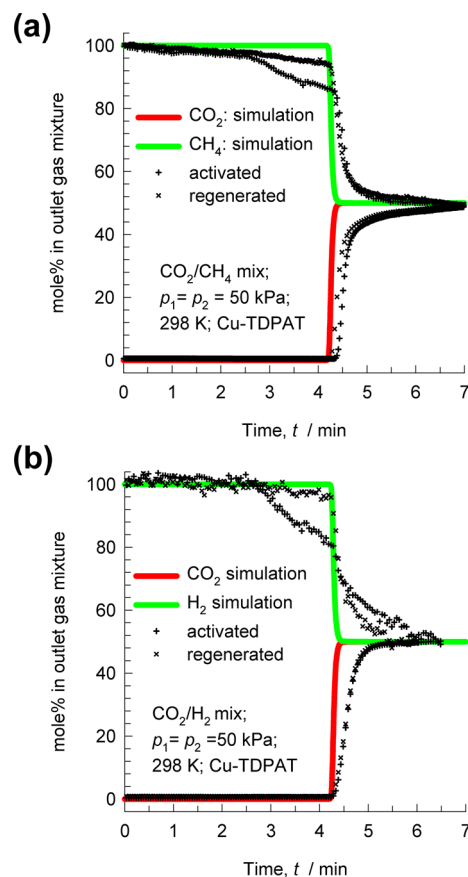 (a)
100
80
60
40
20
0
mole% in outlet gas mixture
CO₂: simulation
CH₄: simulation
activated
regenerated
CO₂/CH₄ mix;
p₁= p₂ = 50 kPa;
298 K; Cu-TDPAT
0 1 2 3 4 5 6 7
Time, t / min
(b)
100
80
60
40
20
0
mole% in outlet gas mixture
CO₂ simulation
H₂ simulation
activated
regenerated
CO₂/H₂ mix;
p₁= p₂ =50 kPa;
298 K; Cu-TDPAT
0 1 2 3 4 5 6 7
Time, t / min